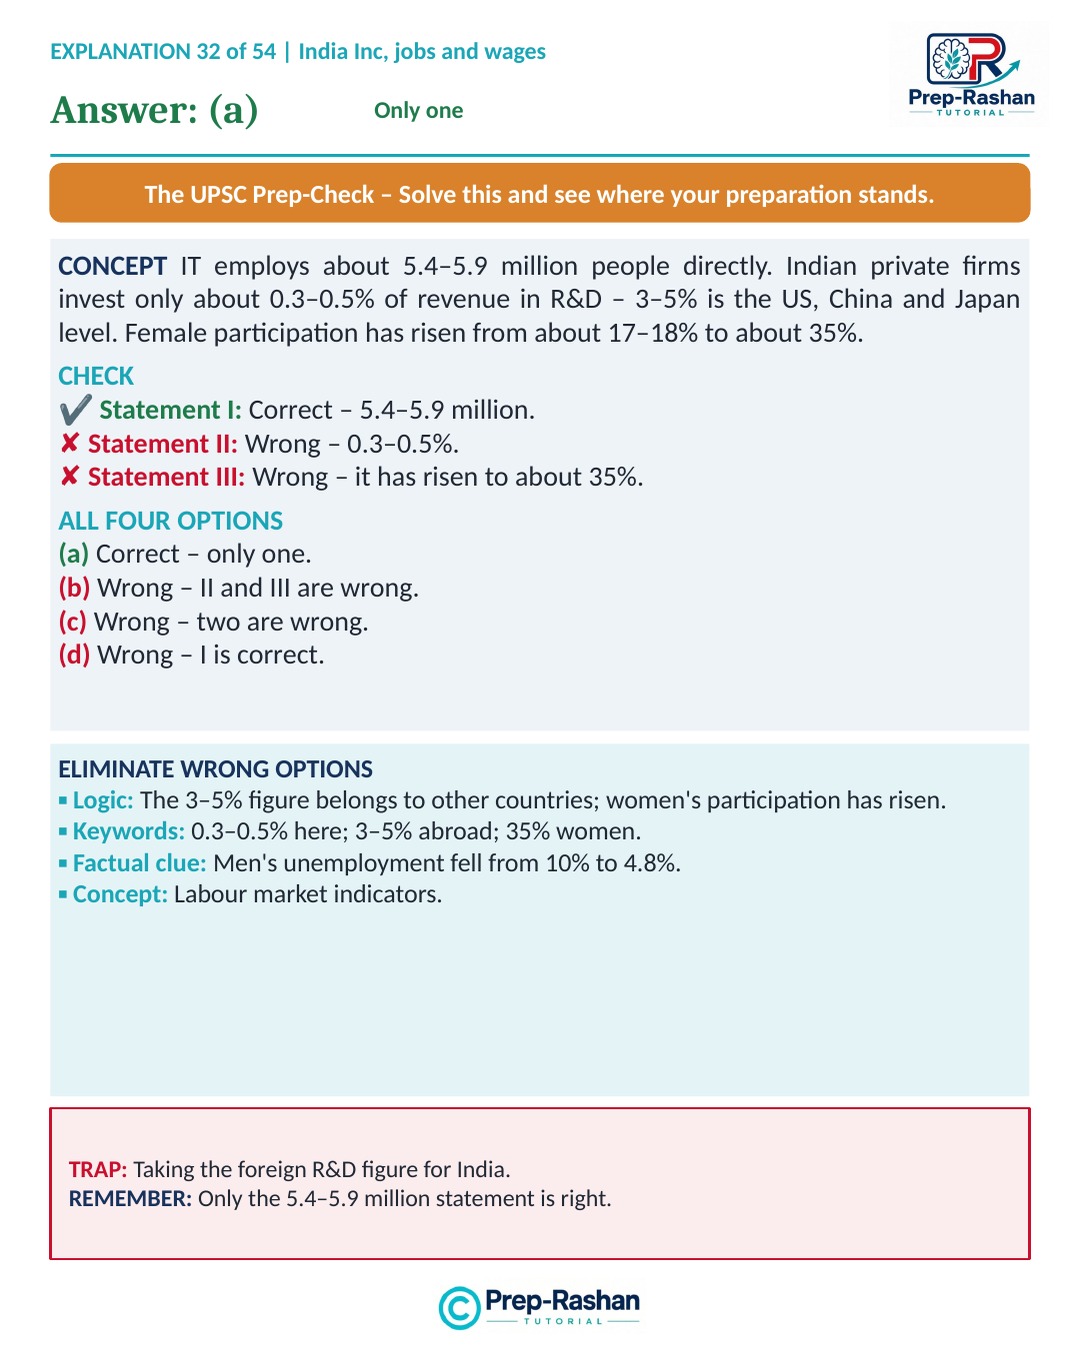 EXPLANATION 32 of 54 | India Inc, jobs and wages
Prep-Rashan
TUTORIAL
Answer: (a) Only one
The UPSC Prep-Check – Solve this and see where your preparation stands.
CONCEPT IT employs about 5.4–5.9 million people directly. Indian private firms
invest only about 0.3–0.5% of revenue in R&D – 3–5% is the US, China and Japan
level. Female participation has risen from about 17–18% to about 35%.
CHECK
✔ Statement I: Correct – 5.4–5.9 million.
✘ Statement II: Wrong – 0.3–0.5%.
✘ Statement III: Wrong – it has risen to about 35%.
ALL FOUR OPTIONS
(a) Correct – only one.
(b) Wrong – II and III are wrong.
(c) Wrong – two are wrong.
(d) Wrong – I is correct.
ELIMINATE WRONG OPTIONS
▪ Logic: The 3–5% figure belongs to other countries; women's participation has risen.
▪ Keywords: 0.3–0.5% here; 3–5% abroad; 35% women.
▪ Factual clue: Men's unemployment fell from 10% to 4.8%.
▪ Concept: Labour market indicators.
TRAP: Taking the foreign R&D figure for India.
REMEMBER: Only the 5.4–5.9 million statement is right.
© Prep-Rashan
TUTORIAL